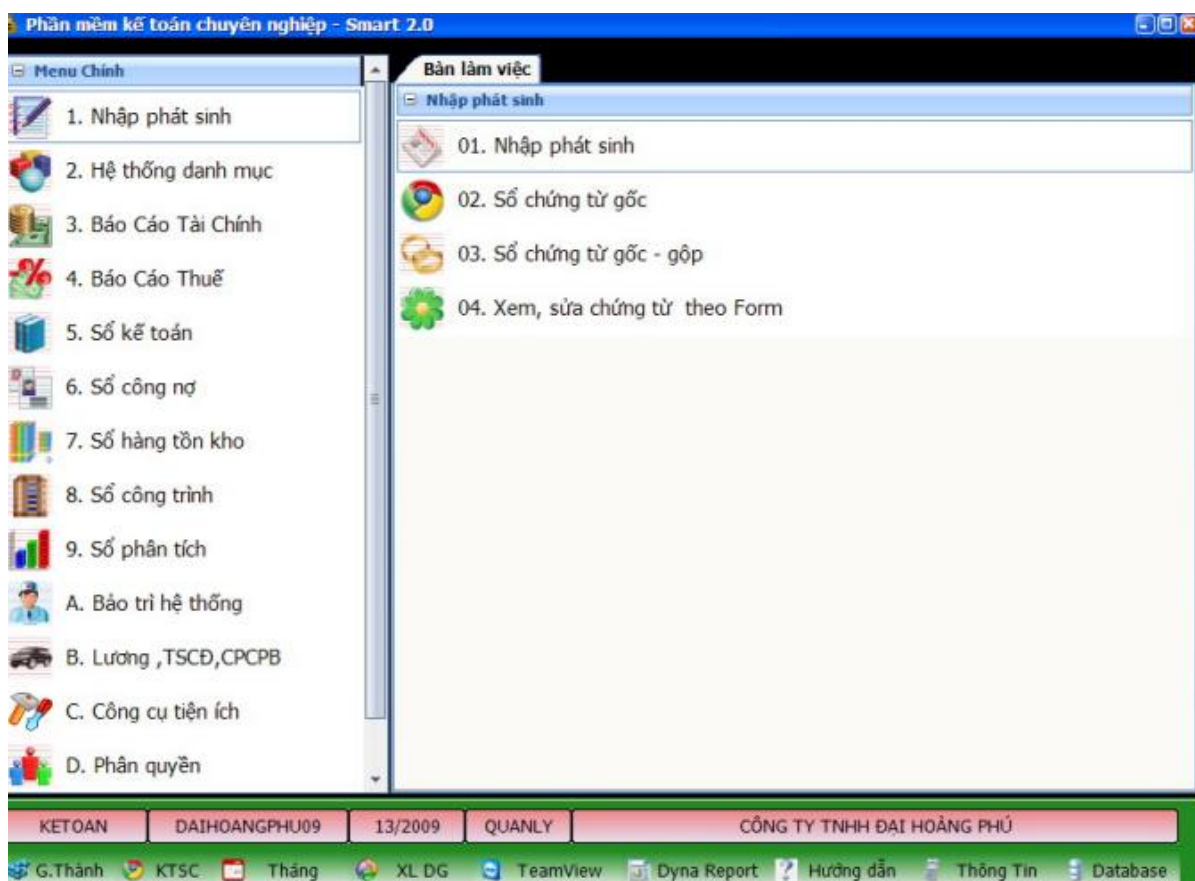 Phần mềm kế toán chuyên nghiệp - Smart 2.0
Menu Chính
1. Nhập phát sinh
2. Hệ thống danh mục
3. Báo Cáo Tài Chính
4. Báo Cáo Thuế
5. Sổ kế toán
6. Sổ công nợ
7. Sổ hàng tồn kho
8. Sổ công trình
9. Sổ phân tích
A. Bảo trì hệ thống
B. Lương ,TSCĐ,CPCPB
C. Công cụ tiện ích
D. Phân quyền
Bàn làm việc
Nhập phát sinh
01. Nhập phát sinh
02. Sổ chứng từ gốc
03. Sổ chứng từ gốc - gộp
04. Xem, sửa chứng từ theo Form
KETOAN DAIHOANGPHU09 13/2009 QUANLY CÔNG TY TNHH ĐẠI HOÀNG PHÚ
G.Thành KTSC Tháng XL DG TeamView Dyna Report Hướng dẫn Thông Tin Database